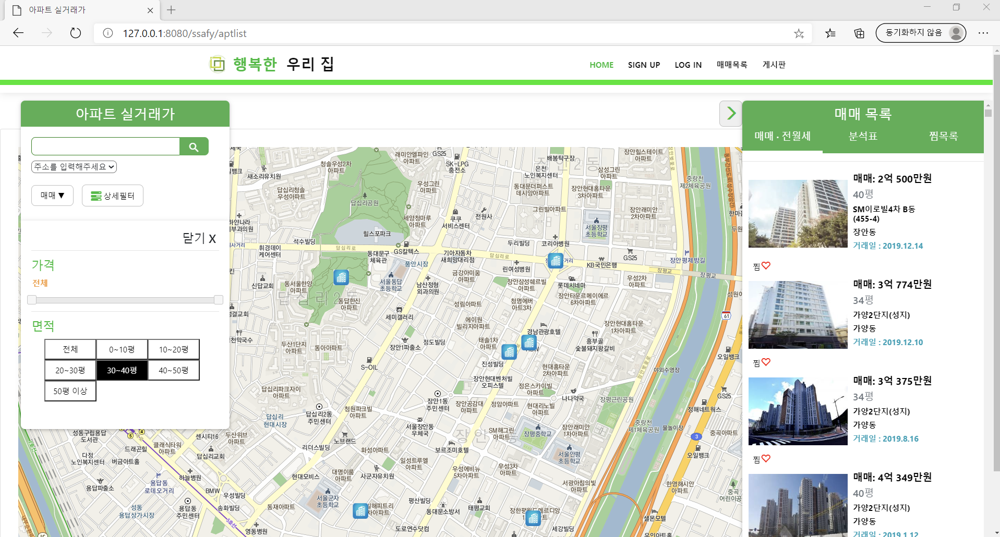 아파트 실거래가
127.0.0.1:8080/ssafy/aptlist
동기화하지 않음
행복한 우리 집
HOME
SIGN UP
LOG IN
매매목록
게시판
아파트 실거래가
주소를 입력해주세요
매매 ▼
상세필터
닫기 X
가격
전체
면적
전체
0~10평
10~20평
20~30평
30~40평
40~50평
50평 이상
매매 목록
매매 · 전월세
분석표
찜목록
매매: 2억 500만원
40평
SM이로빌4차 B동
(455-4)
장안동
거래일 : 2019.12.14
찜
매매: 3억 774만원
34평
가양2단지(성지)
가양동
거래일 : 2019.12.10
찜
매매: 3억 375만원
34평
가양2단지(성지)
가양동
거래일 : 2019.8.16
찜
매매: 4억 349만원
40평
가양2단지(성지)
가양동
거래일 : 2019.1.12
새소리유치원
청솔우성2차
아파트
래미안엘파인
아파트
GS25
SK-LPG
충전소
배봉탁구장
은천
노인복지센터
장안힐스테이트
아파트
삼성그린
아파트
중랑천
제2체육공원
답십리청솔
우성아파트
우성그린
아파트
동대문더퍼스트
데시앙아파트
장안현대홈타운
3차아파트
답십리공원
세양청마루
아파트
쿠쿠
서비스센터
전원사
그린빌아파트
장안래미안
2차아파트
서울장평
초등학교
힐스포파크
석수빌딩
휘경데이
케어센터
답십리로
동대문구
체육관
GS칼텍스
기아자동차
새희망대리점
두리빌딩
코리아병원
답십리로
GS25
KB국민은행
장안평제방길
장평교
장평교
풍안시장
린여성병원
신답교회
동서울한양
아파트
서울동답
초등학교
남산정형
외과의원
금강아미움
아파트
장안삼성쉐르빌
아파트
롯데시네마
우성2차
아파트
답십리2동
동답한신
아파트
성림아파트
청명에버
아트3차
장안타운르메이에르
6차아파트
세미갤러리
에이원
빌리지아파트
경남관광호텔
장안현대홈타운
1차아파트
61
두산1단지
아파트
동아아파트
장안1파출소
정도빌딩
태솔1차
아파트
흥부골
숯불돼지왕갈비
S-OIL
진성빌딩
장안현대벤처빌
오피스텔
현대홈타운
2차아파트
야외수영장
오일뱅크
정은스카이빌
아파트
나나약국
GS25
답십리파크자이
아파트
장안1동
주민센터
장안공감대
아파트
정암아파트
현대리노빌
아파트
장평근린공원
청원파크빌
아파트
답십리2동
주민센터
답십리
현대시장
정해네트웍스
중랑천
제1체육공원
물놀이장
서울장안동
우체국
장안동
SM해그린
아파트
장평중학교
장안래미안
1차아파트
3
중곡아파트
성동구립용답
도서관
센시티16
두산위브
아파트
노브랜드
드래곤힐
클래식타워
아파트
답십리교회
리더스빌딩
화성아파트
보르조미호텔
서울안평
초등학교
오일뱅크
다정
노인복지센터
버금아트홀
하늘병원
현대모비스
대명이룸
아파트
사군자유치원
일성트루엘
아파트
우성에비뉴
5차아파트
우성3차
아파트
서광아침의빛
아파트
한영해시안
아파트
중곡
용답파출소
용답동
로데오거리
BMW
우성빌딩
서울군자
초등학교
성동
용답상가시장
용답동
주민센터
송화빌딩
동재아파트
평산빌딩
동대문소방서
태평교회
샐몬모텔
5호선
영동병원
도로연수닷컴
세강빌딩
우인아트홀